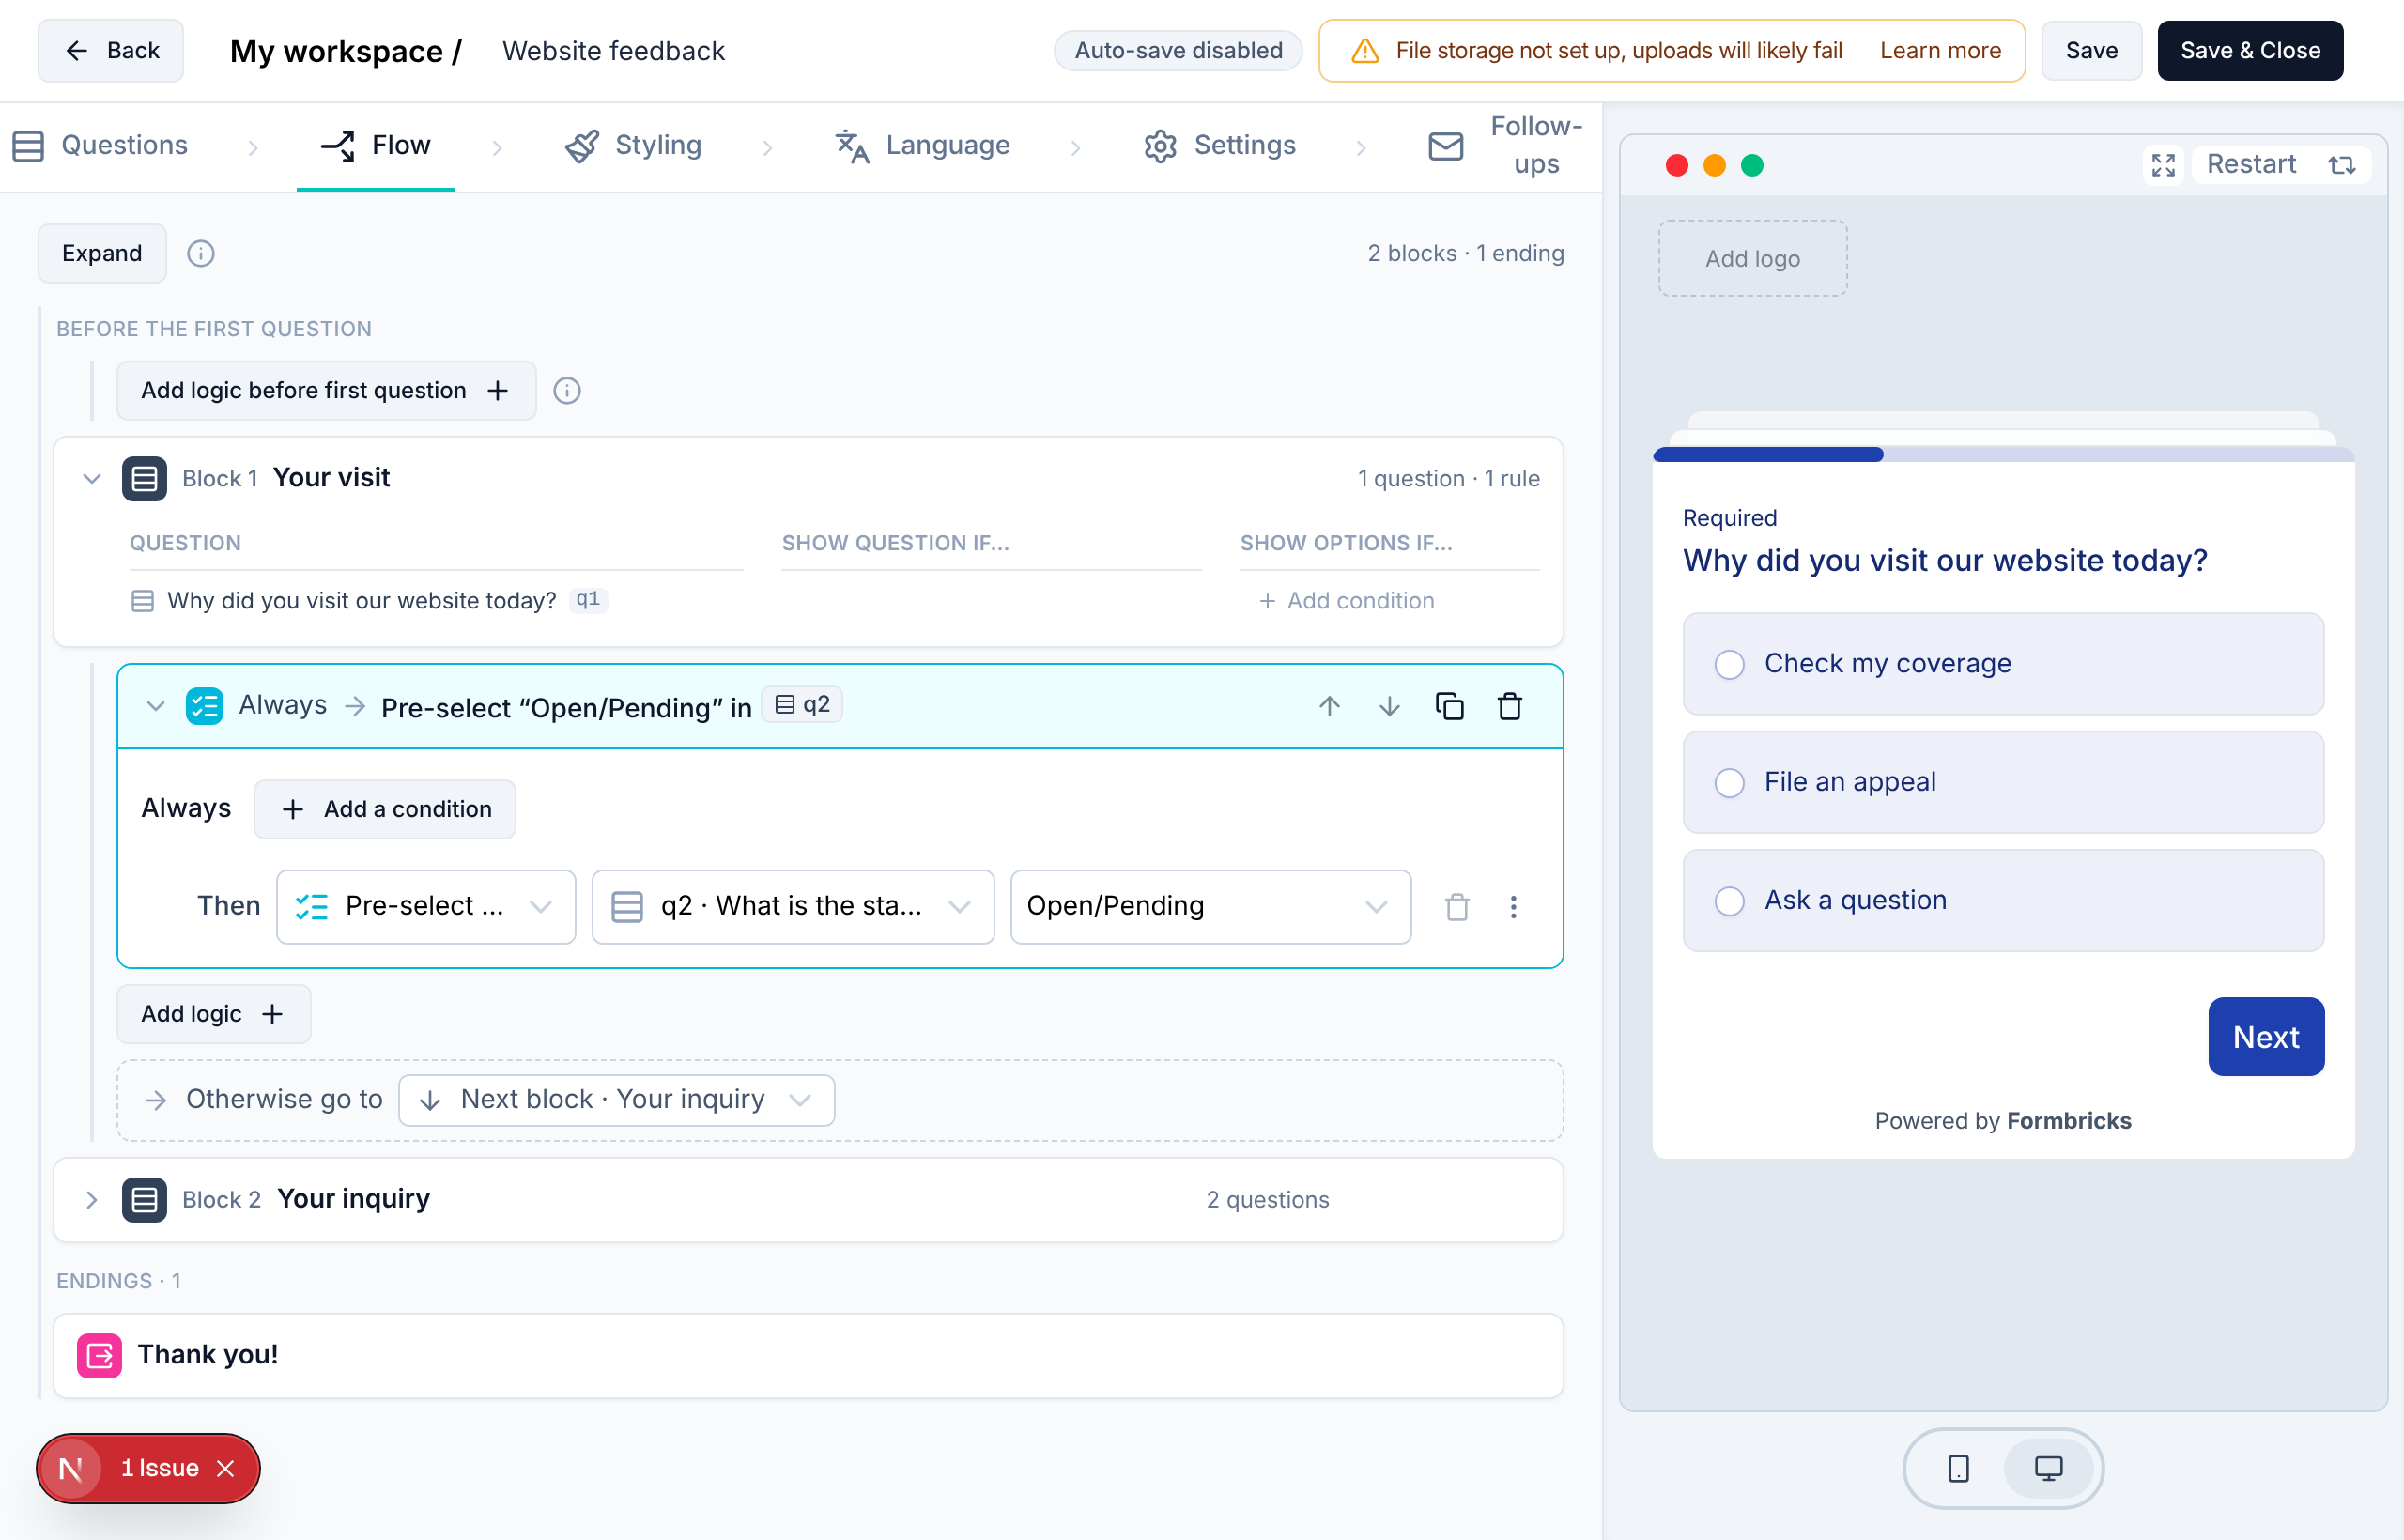 Back
My workspace /
Website feedback
Auto-save disabled
File storage not set up, uploads will likely fail
Learn more
Save
Save & Close
Questions
Flow
Styling
Language
Settings
Follow-
ups
Expand
2 blocks · 1 ending
BEFORE THE FIRST QUESTION
Add logic before first question
Block 1 Your visit
1 question · 1 rule
QUESTION
SHOW QUESTION IF...
SHOW OPTIONS IF...
Why did you visit our website today? q1
+ Add condition
Always → Pre-select “Open/Pending” in q2
Always
Add a condition
Then
Pre-select ...
q2 · What is the sta...
Open/Pending
Add logic
Otherwise go to
Next block · Your inquiry
Block 2 Your inquiry
2 questions
ENDINGS · 1
Thank you!
N
1 Issue
Restart
Add logo
Required
Why did you visit our website today?
Check my coverage
File an appeal
Ask a question
Next
Powered by Formbricks